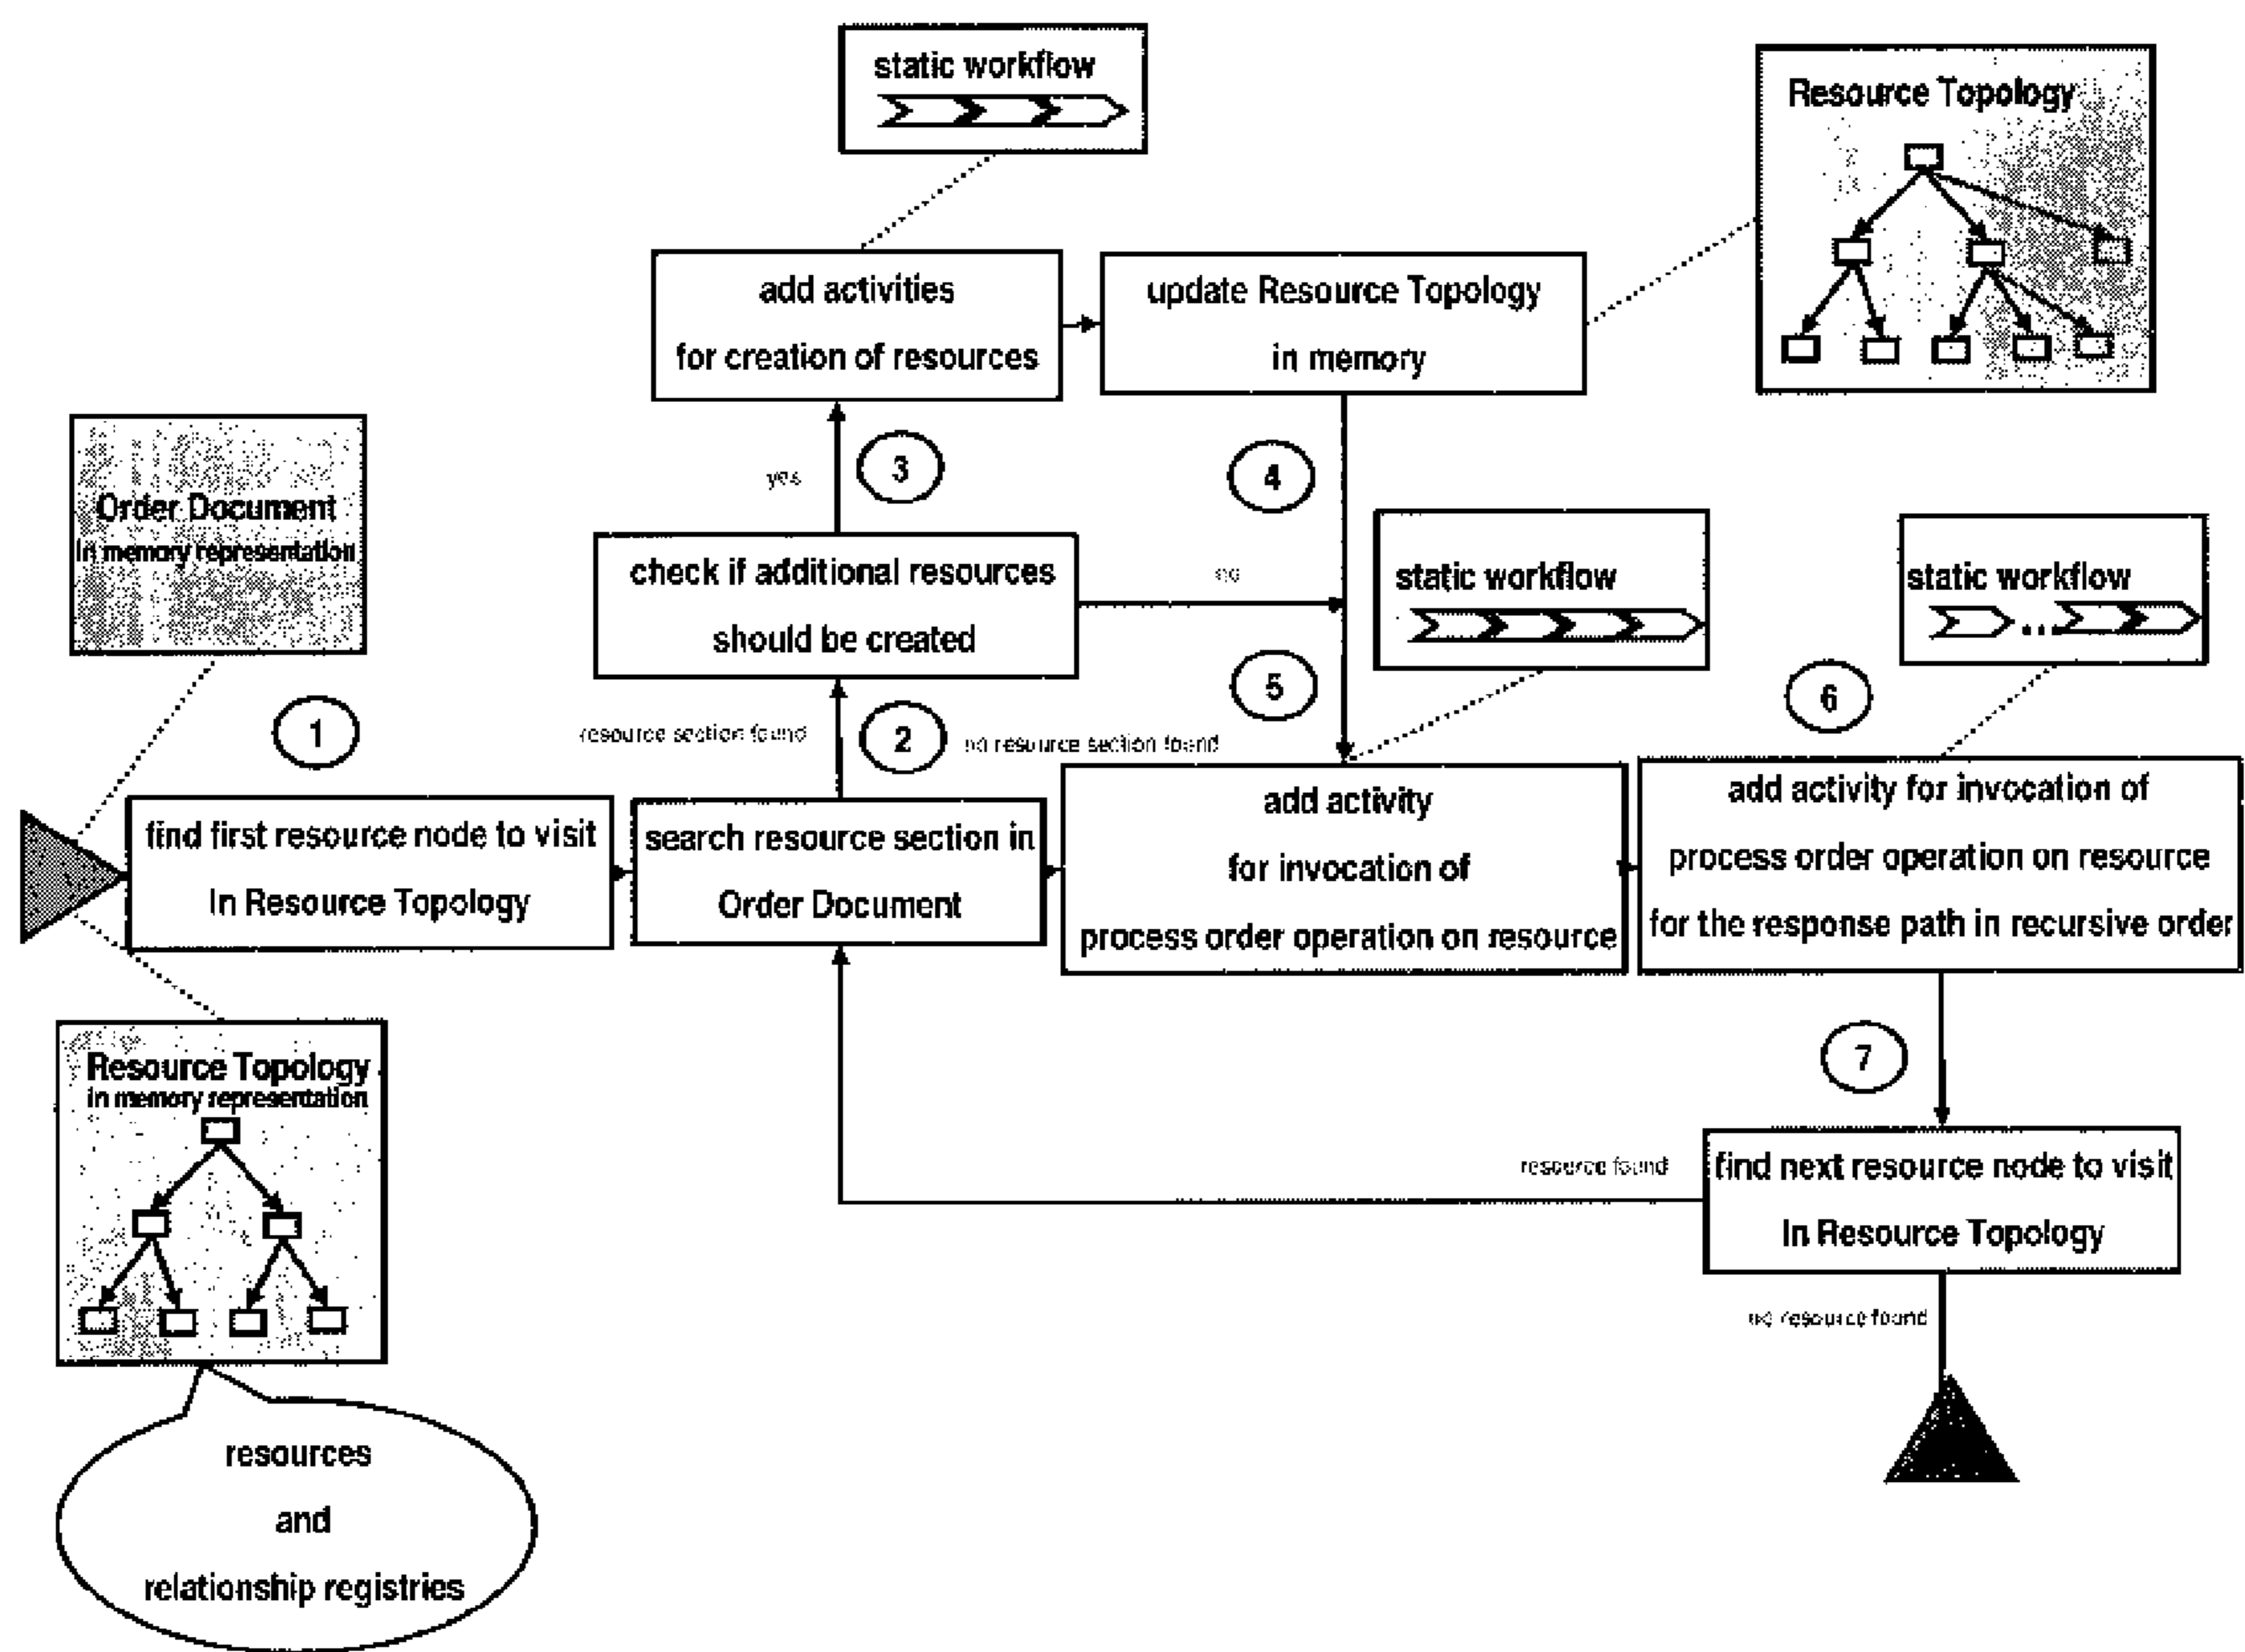 static workflow
Resource Topology
add activities
for creation of resources
update Resource Topology
in memory
Order Document
In memory representation
yes
3
4
check if additional resources
should be created
no
static workflow
static workflow
1
resource section found
2
no resource section found
5
6
find first resource node to visit
In Resource Topology
search resource section in
Order Document
add activity
for invocation of
process order operation on resource
add activity for invocation of
process order operation on resource
for the response path in recursive order
Resource Topology
in memory representation
7
resource found
find next resource node to visit
In Resource Topology
no resource found
resources
and
relationship registries